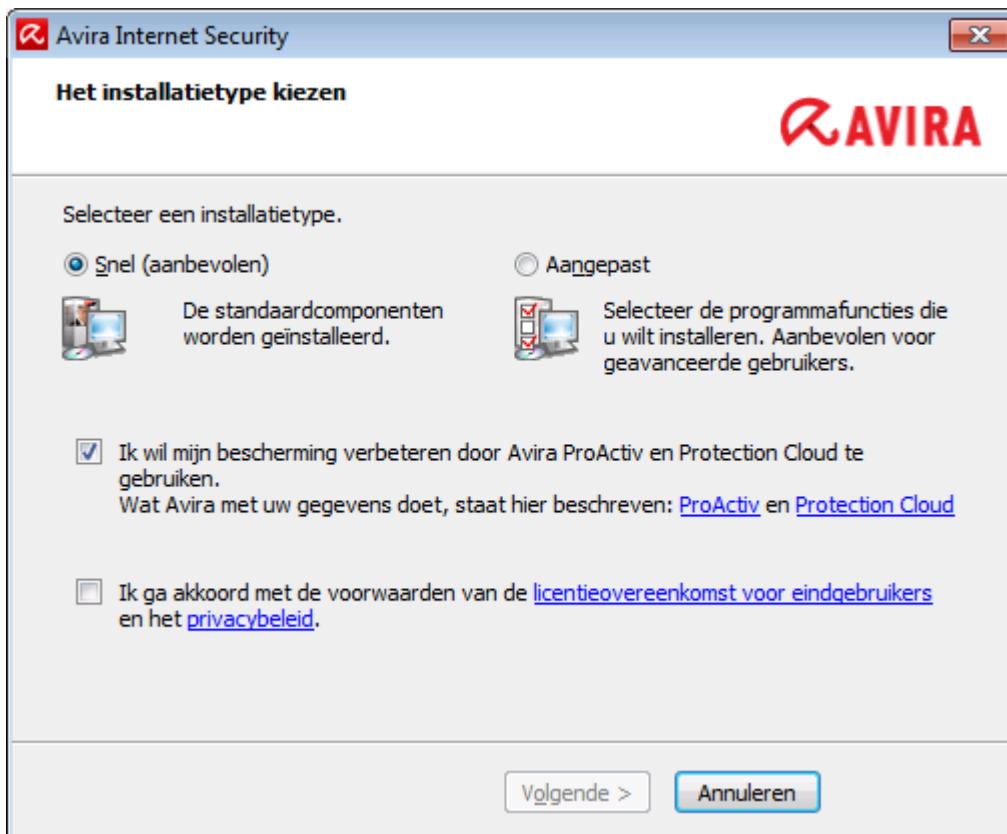 Avira Internet Security
Het installatietype kiezen
AVIRA
Selecteer een installatietype.
Snel (aanbevolen)
De standaardcomponenten
worden geïnstalleerd.
Aangepast
Selecteer de programmafuncties die
u wilt installeren. Aanbevolen voor
geavanceerde gebruikers.
Ik wil mijn bescherming verbeteren door Avira ProActiv en Protection Cloud te
gebruiken.
Wat Avira met uw gegevens doet, staat hier beschreven: ProActiv en Protection Cloud
Ik ga akkoord met de voorwaarden van de licentieovereenkomst voor eindgebruikers
en het privacybeleid.
Volgende >
Annuleren